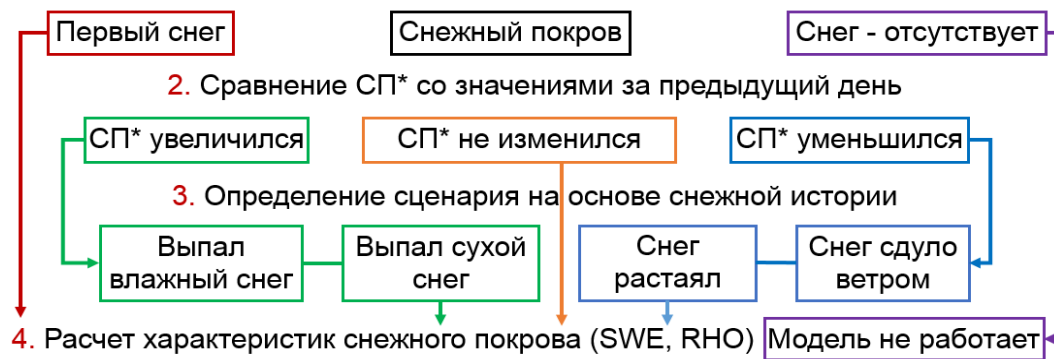 Первый снег
Снежный покров
Снег - отсутствует
2. Сравнение СП* со значениями за предыдущий день
СП* увеличился
СП* не изменился
СП* уменьшился
3. Определение сценария на основе снежной истории
Выпал
влажный снег
Выпал сухой
снег
Снег
растаял
Снег сдуло
ветром
4. Расчет характеристик снежного покрова (SWE, RHO)
Модель не работает